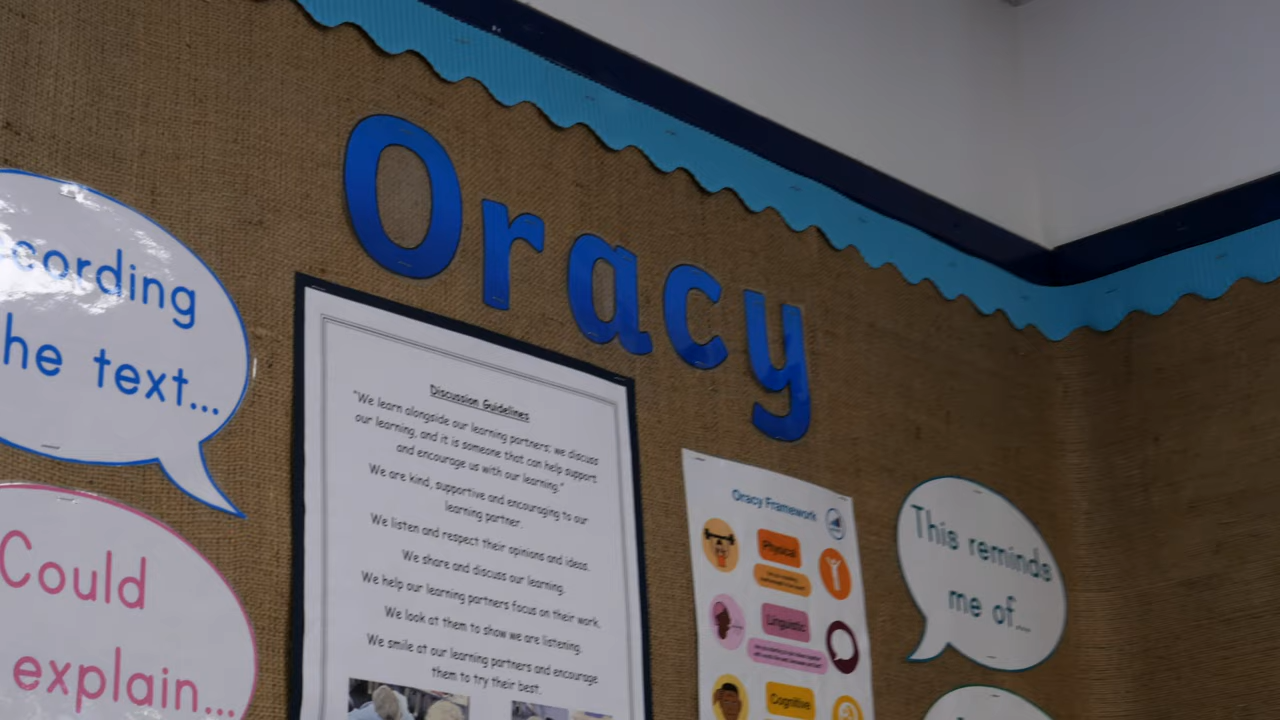 Oracy
cording
he text...
Could
explain...
Discussion Guidelines
"We learn alongside our learning partners; we discuss
our learning, and it is someone that can help support
and encourage us with our learning."
We are kind, supportive and encouraging to our
learning partner.
We listen and respect their opinions and ideas.
We share and discuss our learning.
We help our learning partners focus on their work.
We look at them to show we are listening.
We smile at our learning partners and encourage
them to try their best.
Oracy Framework
Physical
Linguistic
Cognitive
This reminds
me of...